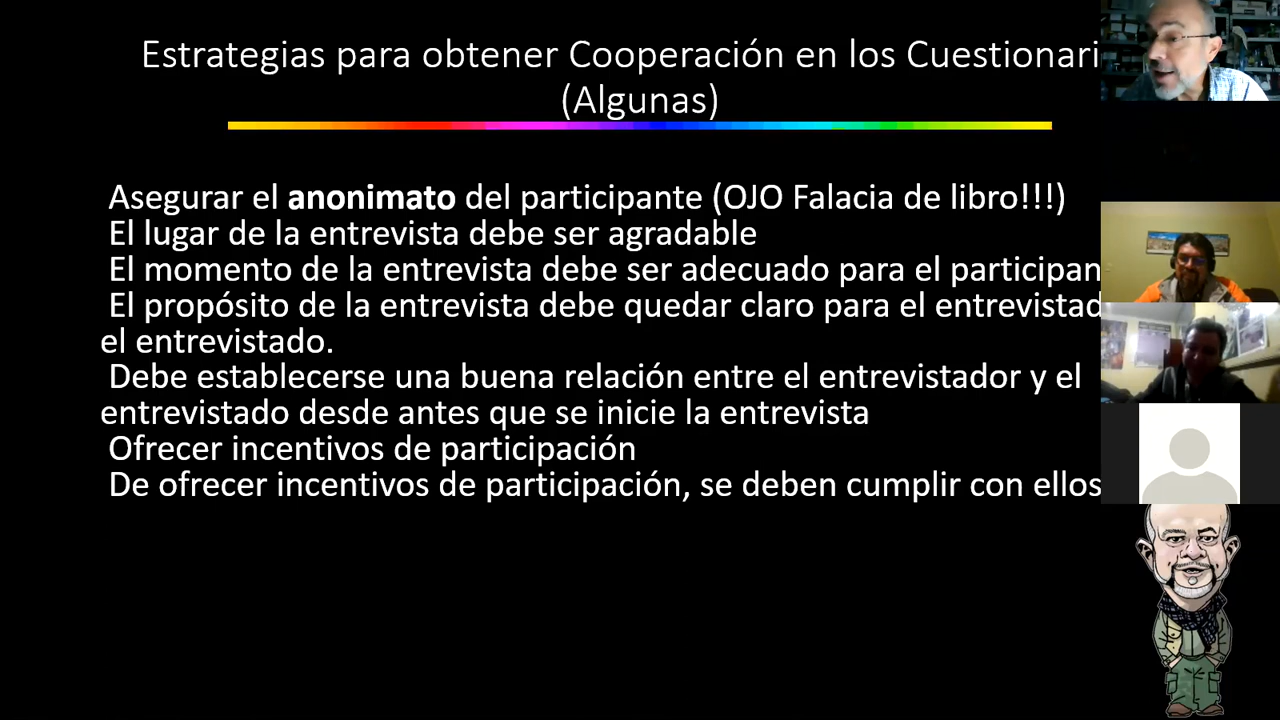 Estrategias para obtener Cooperación en los Cuestionari
(Algunas)
Asegurar el anonimato del participante (OJO Falacia de libro!!!)
El lugar de la entrevista debe ser agradable
El momento de la entrevista debe ser adecuado para el participan
El propósito de la entrevista debe quedar claro para el entrevistad
el entrevistado.
Debe establecerse una buena relación entre el entrevistador y el
entrevistado desde antes que se inicie la entrevista
Ofrecer incentivos de participación
De ofrecer incentivos de participación, se deben cumplir con ellos